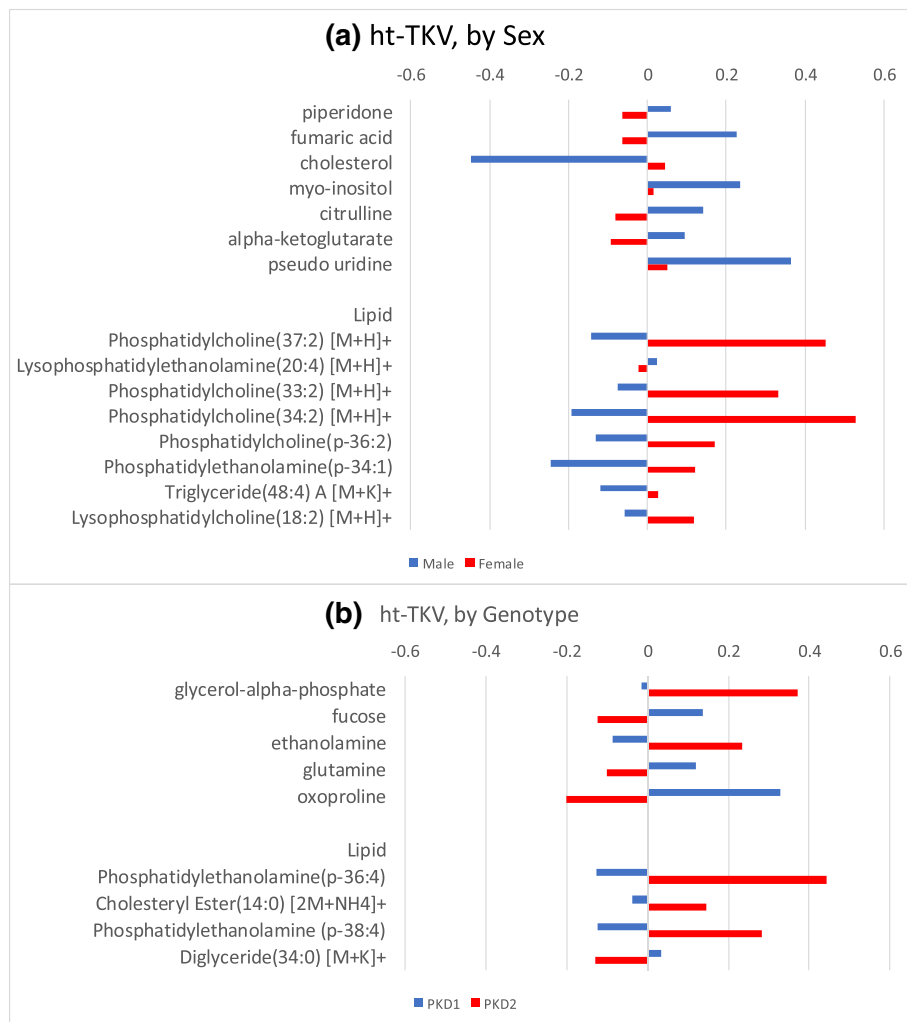 (a) ht-TKV, by Sex
-0.6 -0.4 -0.2 0 0.2 0.4 0.6
piperidone
fumaric acid
cholesterol
myo-inositol
citrulline
alpha-ketoglutarate
pseudo uridine
Lipid
Phosphatidylcholine(37:2) [M+H]+
Lysophosphatidylethanolamine(20:4) [M+H]+
Phosphatidylcholine(33:2) [M+H]+
Phosphatidylcholine(34:2) [M+H]+
Phosphatidylcholine(p-36:2)
Phosphatidylethanolamine(p-34:1)
Triglyceride(48:4) A [M+K]+
Lysophosphatidylcholine(18:2) [M+H]+
Male Female
(b) ht-TKV, by Genotype
-0.6 -0.4 -0.2 0 0.2 0.4 0.6
glycerol-alpha-phosphate
fucose
ethanolamine
glutamine
oxoproline
Lipid
Phosphatidylethanolamine(p-36:4)
Cholesteryl Ester(14:0) [2M+NH4]+
Phosphatidylethanolamine (p-38:4)
Diglyceride(34:0) [M+K]+
PKD1 PKD2